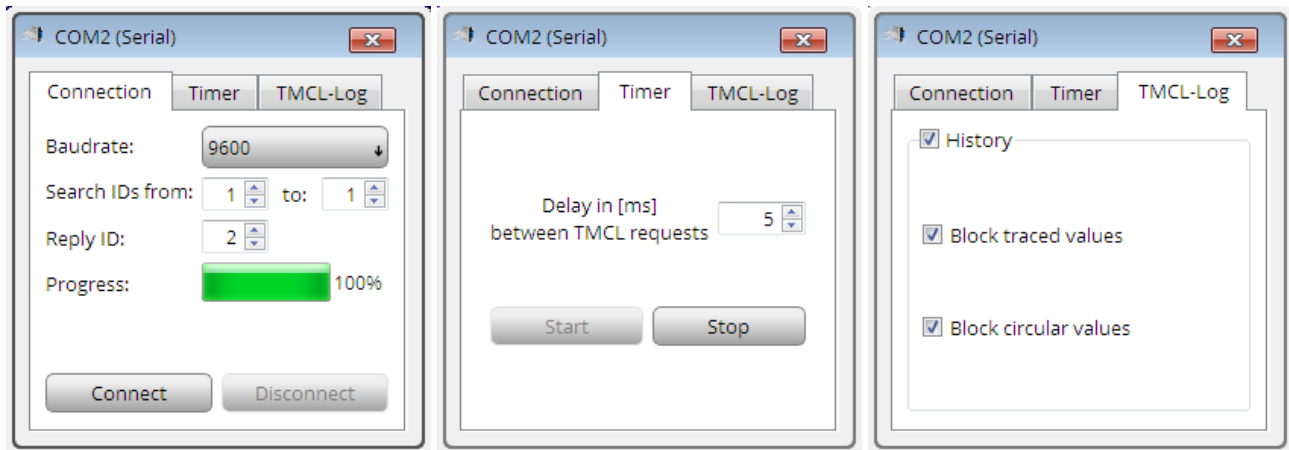 COM2 (Serial)
Connection Timer TMCL-Log
Baudrate: 9600
Search IDs from: 1 to: 1
Reply ID: 2
Progress: 100%
Connect Disconnect
COM2 (Serial)
Connection Timer TMCL-Log
Delay in [ms]
between TMCL requests 5
Start Stop
COM2 (Serial)
Connection Timer TMCL-Log
History
Block traced values
Block circular values